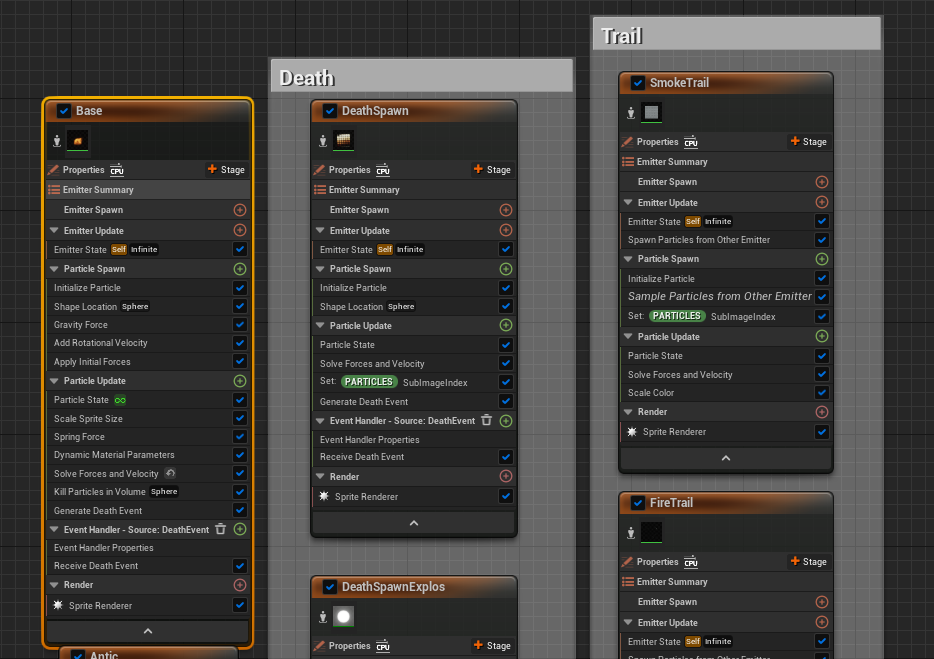 Base
Properties CPU Stage
Emitter Summary
Emitter Spawn
Emitter Update
Emitter State Self Infinite
Particle Spawn
Initialize Particle
Shape Location Sphere
Gravity Force
Add Rotational Velocity
Apply Initial Forces
Particle Update
Particle State
Scale Sprite Size
Spring Force
Dynamic Material Parameters
Solve Forces and Velocity
Kill Particles in Volume Sphere
Generate Death Event
Event Handler - Source: DeathEvent
Event Handler Properties
Receive Death Event
Render
Sprite Renderer
Antic
Death
DeathSpawn
Properties CPU Stage
Emitter Summary
Emitter Spawn
Emitter Update
Emitter State Self Infinite
Particle Spawn
Initialize Particle
Shape Location Sphere
Particle Update
Particle State
Solve Forces and Velocity
Set: PARTICLES SubImageIndex
Generate Death Event
Event Handler - Source: DeathEvent
Event Handler Properties
Receive Death Event
Render
Sprite Renderer
DeathSpawnExplos
Properties CPU Stage
Trail
SmokeTrail
Properties CPU Stage
Emitter Summary
Emitter Spawn
Emitter Update
Emitter State Self Infinite
Spawn Particles from Other Emitter
Particle Spawn
Initialize Particle
Sample Particles from Other Emitter
Set: PARTICLES SubImageIndex
Particle Update
Particle State
Solve Forces and Velocity
Scale Color
Render
Sprite Renderer
FireTrail
Properties CPU Stage
Emitter Summary
Emitter Spawn
Emitter Update
Emitter State Self Infinite
Spawn Particles from Other Emitter